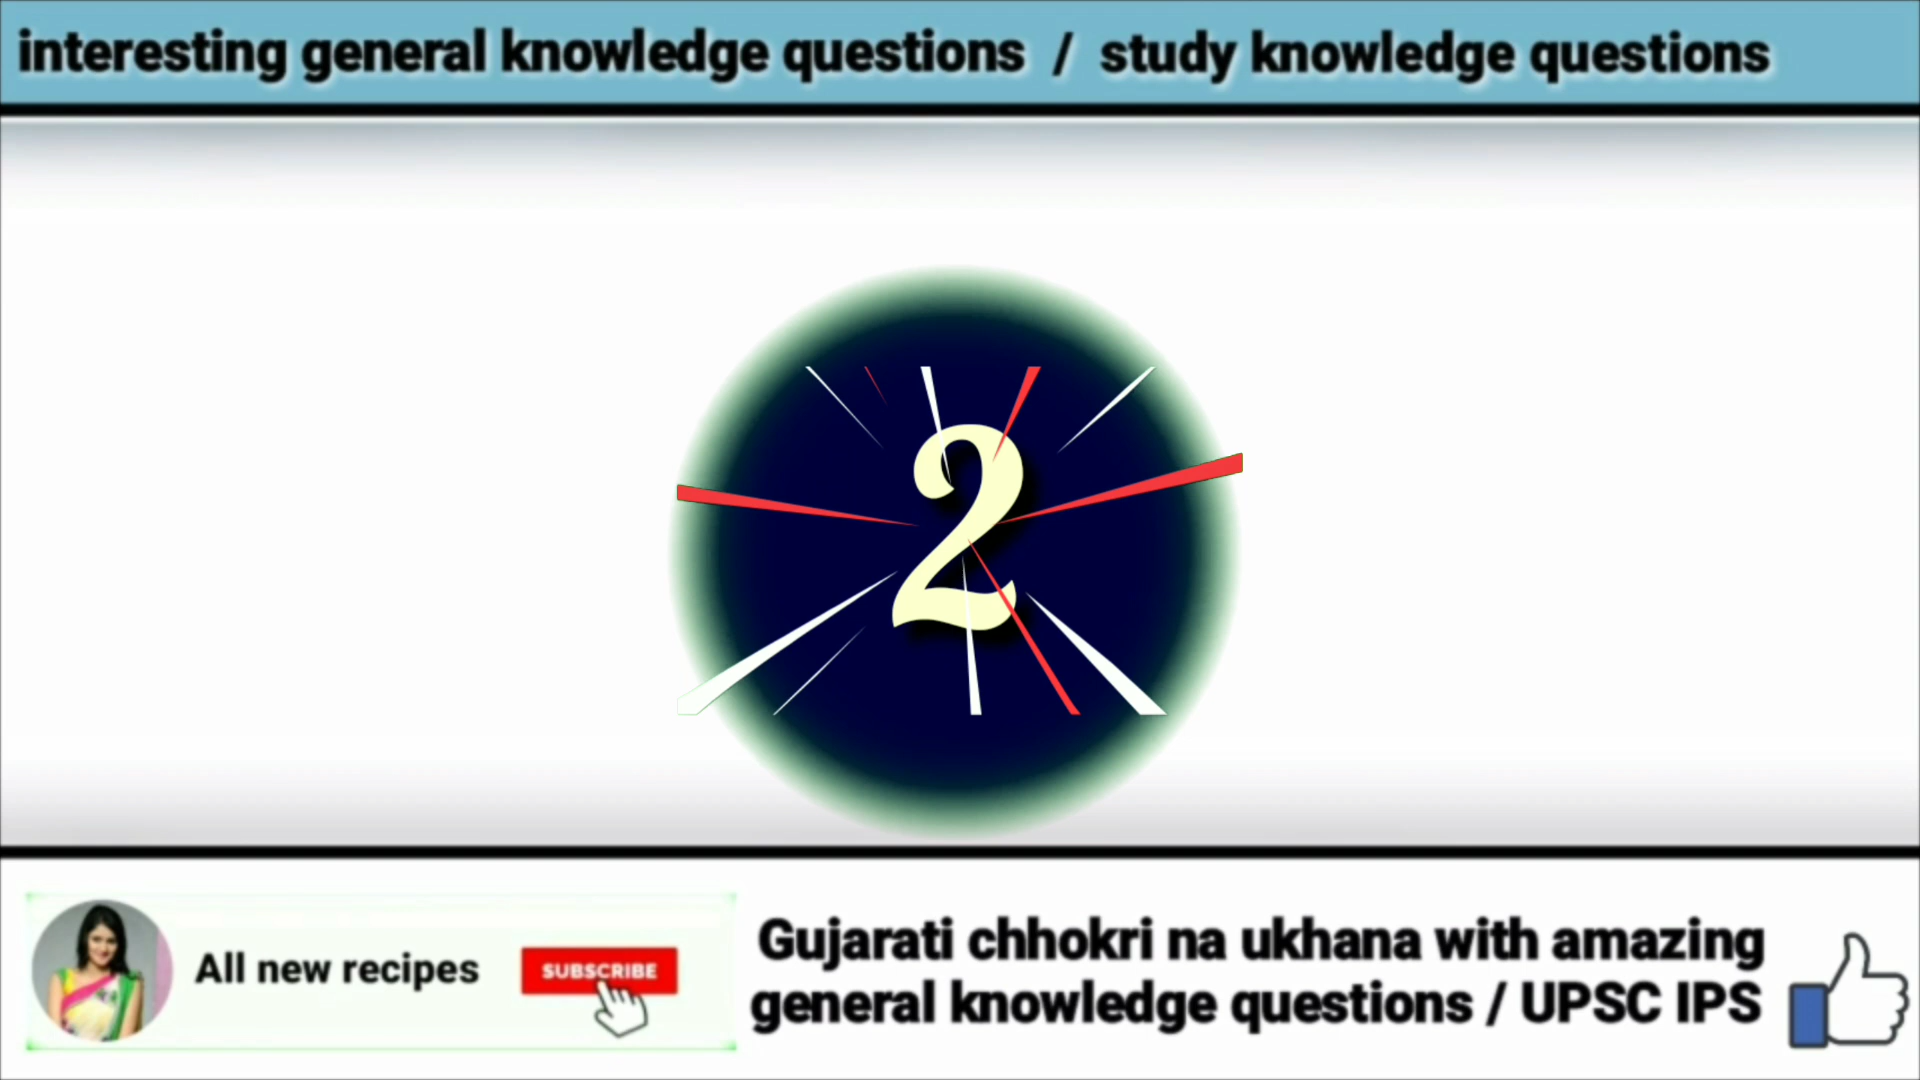 interesting general knowledge questions / study knowledge questions
2
All new recipes
SUBSCRIBE
Gujarati chhokri na ukhana with amazing
general knowledge questions / UPSC IPS